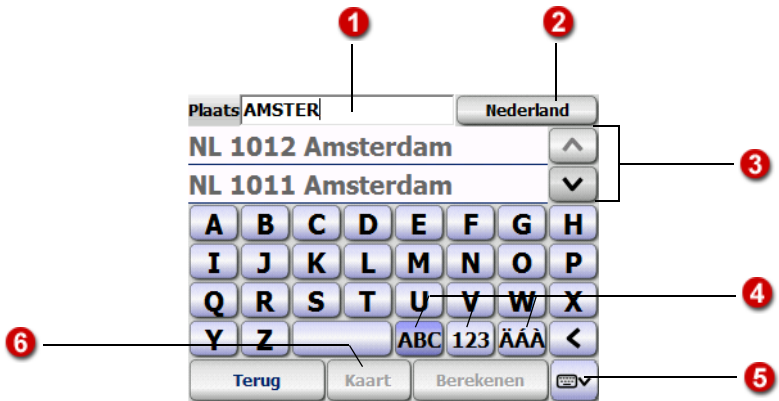 1 2
Plaats AMSTER Nederland
NL 1012 Amsterdam
3
NL 1011 Amsterdam
A B C D E F G H
I J K L M N O P
Q R S T U V W X
4
Y Z ABC 123 ÄÁÀ <
6
Terug Kaart Berekenen
5